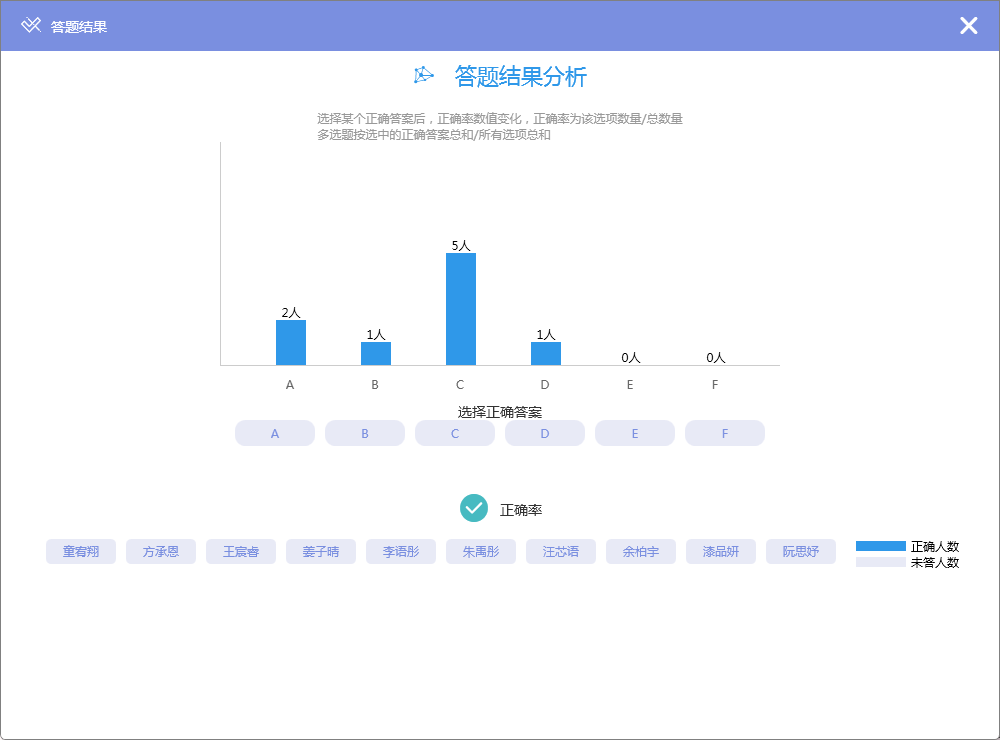 答题结果
答题结果分析
选择某个正确答案后，正确率数值变化，正确率为该选项数量/总数量
多选题按选中的正确答案总和/所有选项总和
5人
2人
1人
1人
0人
0人
A B C D E F
选择正确答案
A B C D E F
正确率
童宥翔 方承恩 王宸睿 姜子晴 李语彤 朱禹彤 汪芯语 余柏宇 漆品妍 阮思妤
正确人数
未答人数